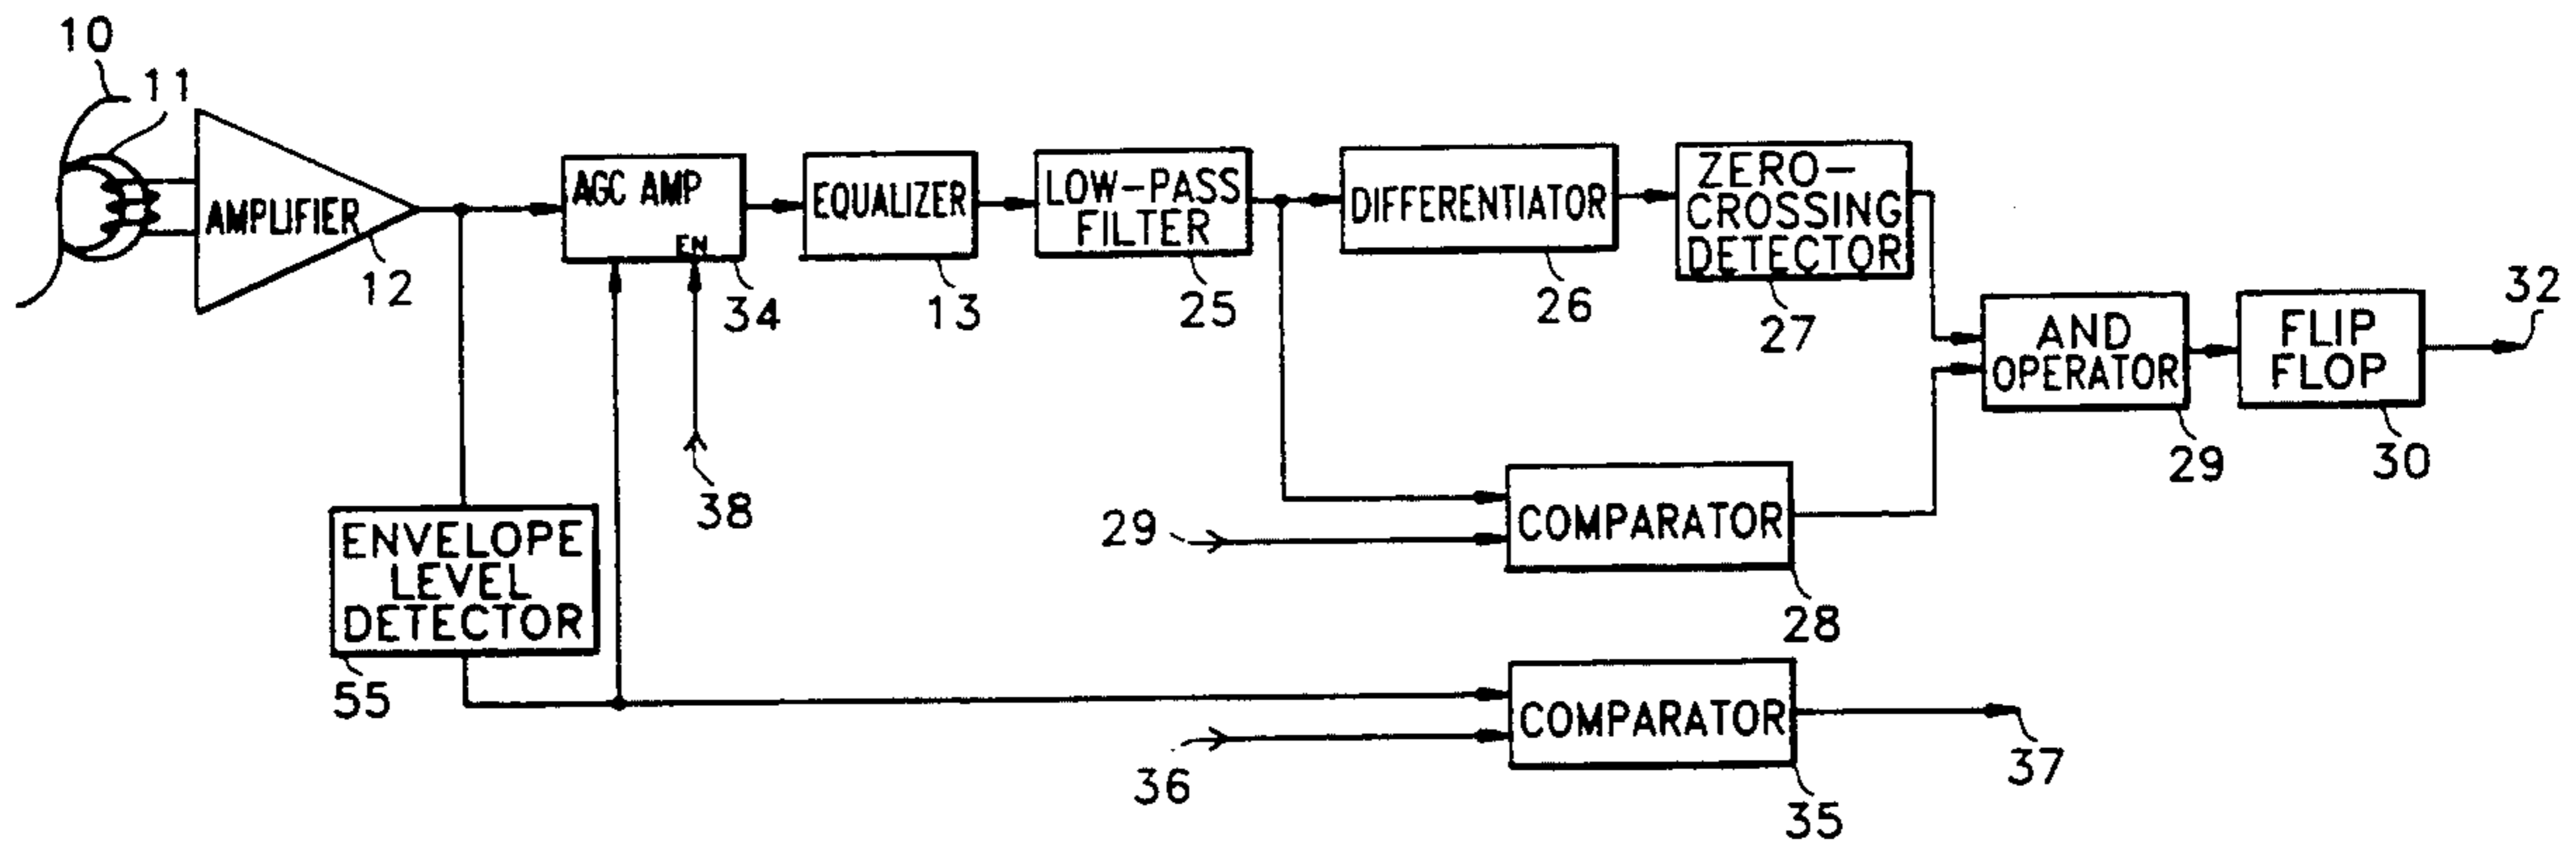 10
11
AMPLIFIER
12
AGC AMP
EN
34
38
EQUALIZER
13
LOW-PASS
FILTER
25
DIFFERENTIATOR
26
ZERO-
CROSSING
DETECTOR
27
AND
OPERATOR
29
FLIP
FLOP
30
32
ENVELOPE
LEVEL
DETECTOR
55
29
COMPARATOR
28
36
COMPARATOR
35
37